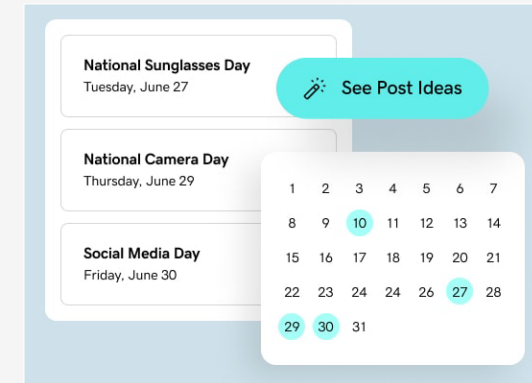 National Sunglasses Day
Tuesday, June 27
See Post Ideas
National Camera Day
Thursday, June 29
Social Media Day
Friday, June 30
1 2 3 4 5 6 7
8 9 10 11 12 13 14
15 16 17 18 19 20 21
22 23 24 24 26 27 28
29 30 31